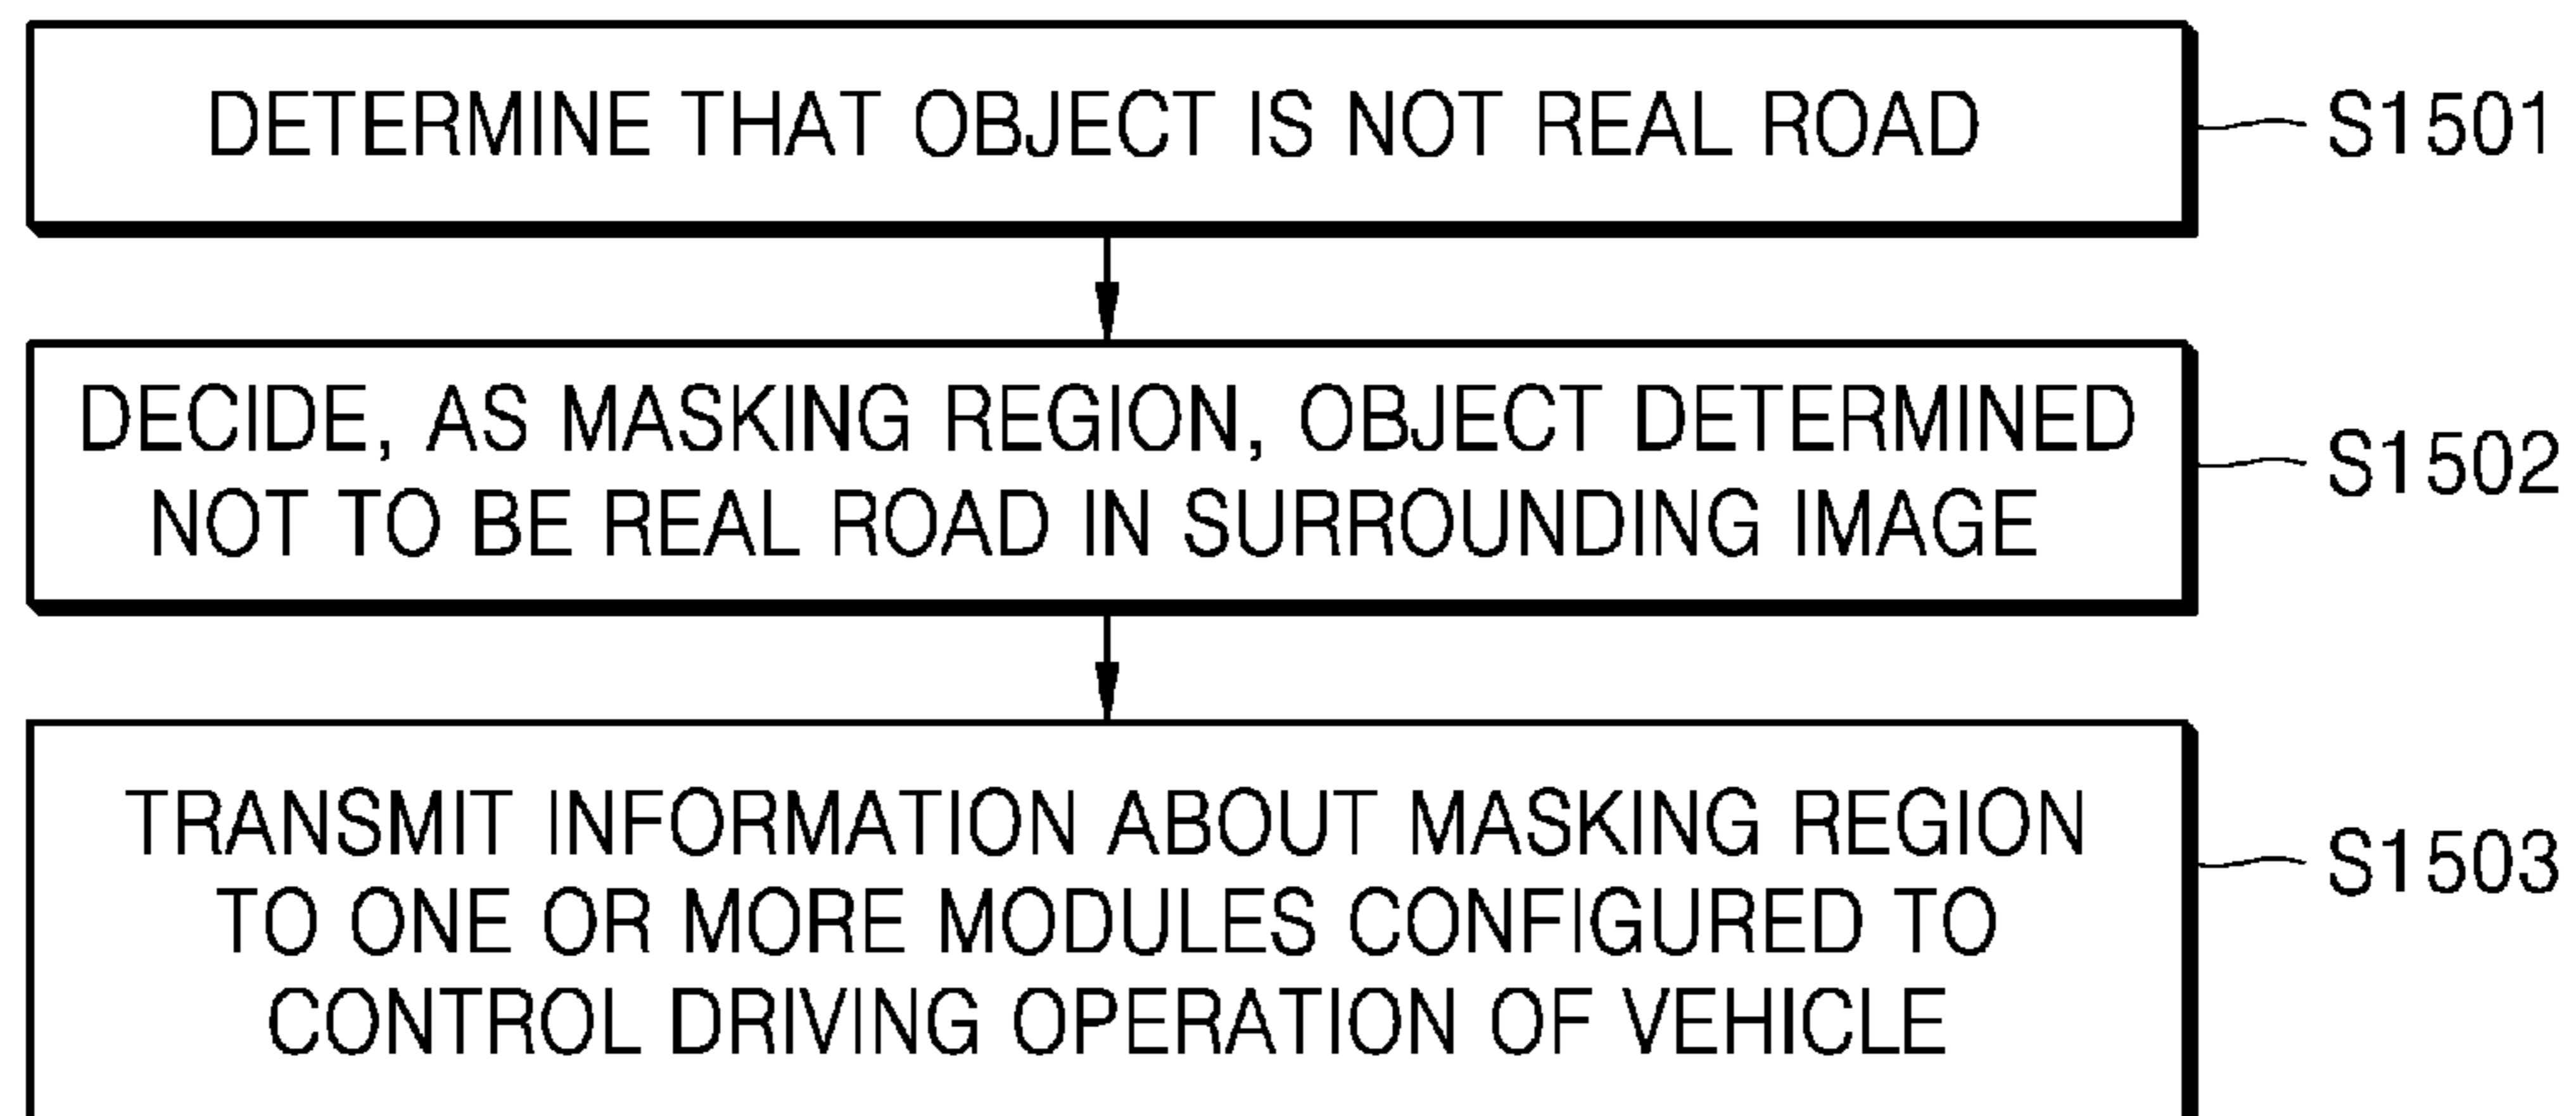 DETERMINE THAT OBJECT IS NOT REAL ROAD
S1501
DECIDE, AS MASKING REGION, OBJECT DETERMINED
NOT TO BE REAL ROAD IN SURROUNDING IMAGE
S1502
TRANSMIT INFORMATION ABOUT MASKING REGION
TO ONE OR MORE MODULES CONFIGURED TO
CONTROL DRIVING OPERATION OF VEHICLE
S1503